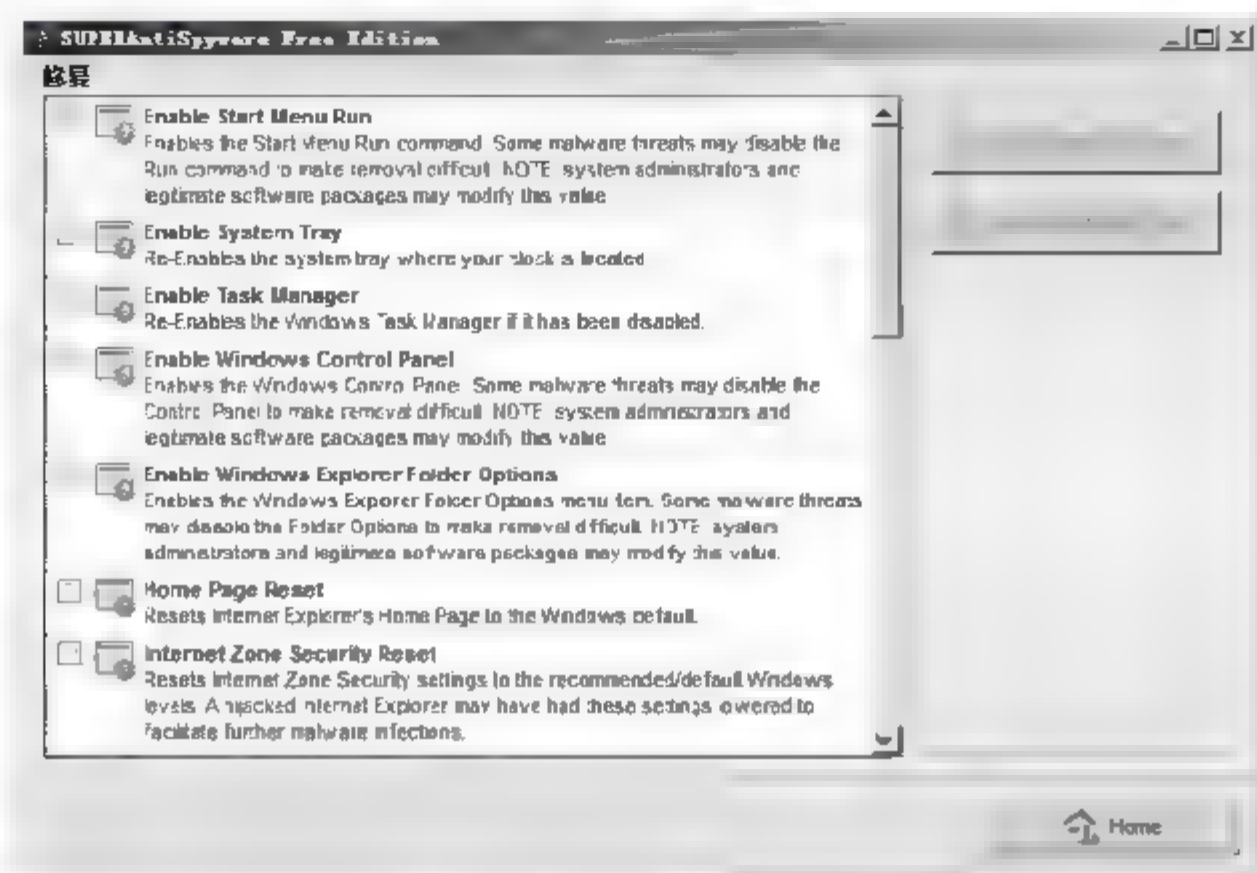 SUPERAntiSpyware Free Edition
修复
Enable Start Menu Run
Enables the Start Menu Run command. Some malware threats may disable the
Run command to make removal difficult. NOTE: system administrators and
legitimate software packages may modify this value
Enable System Tray
Re-Enables the system tray where your clock is located
Enable Task Manager
Re-Enables the Windows Task Manager if it has been disabled.
Enable Windows Control Panel
Enables the Windows Control Panel. Some malware threats may disable the
Control Panel to make removal difficult. NOTE: system administrators and
legitimate software packages may modify this value
Enable Windows Explorer Folder Options
Enables the Windows Explorer Folder Options menu item. Some malware threats
may disable the Folder Options to make removal difficult. NOTE: system
administrators and legitimate software packages may modify this value.
Home Page Reset
Resets Internet Explorer's Home Page to the Windows default.
Internet Zone Security Reset
Resets Internet Zone Security settings to the recommended/default Windows
levels. A hijacked Internet Explorer may have had these settings lowered to
facilitate further malware infections.
Home